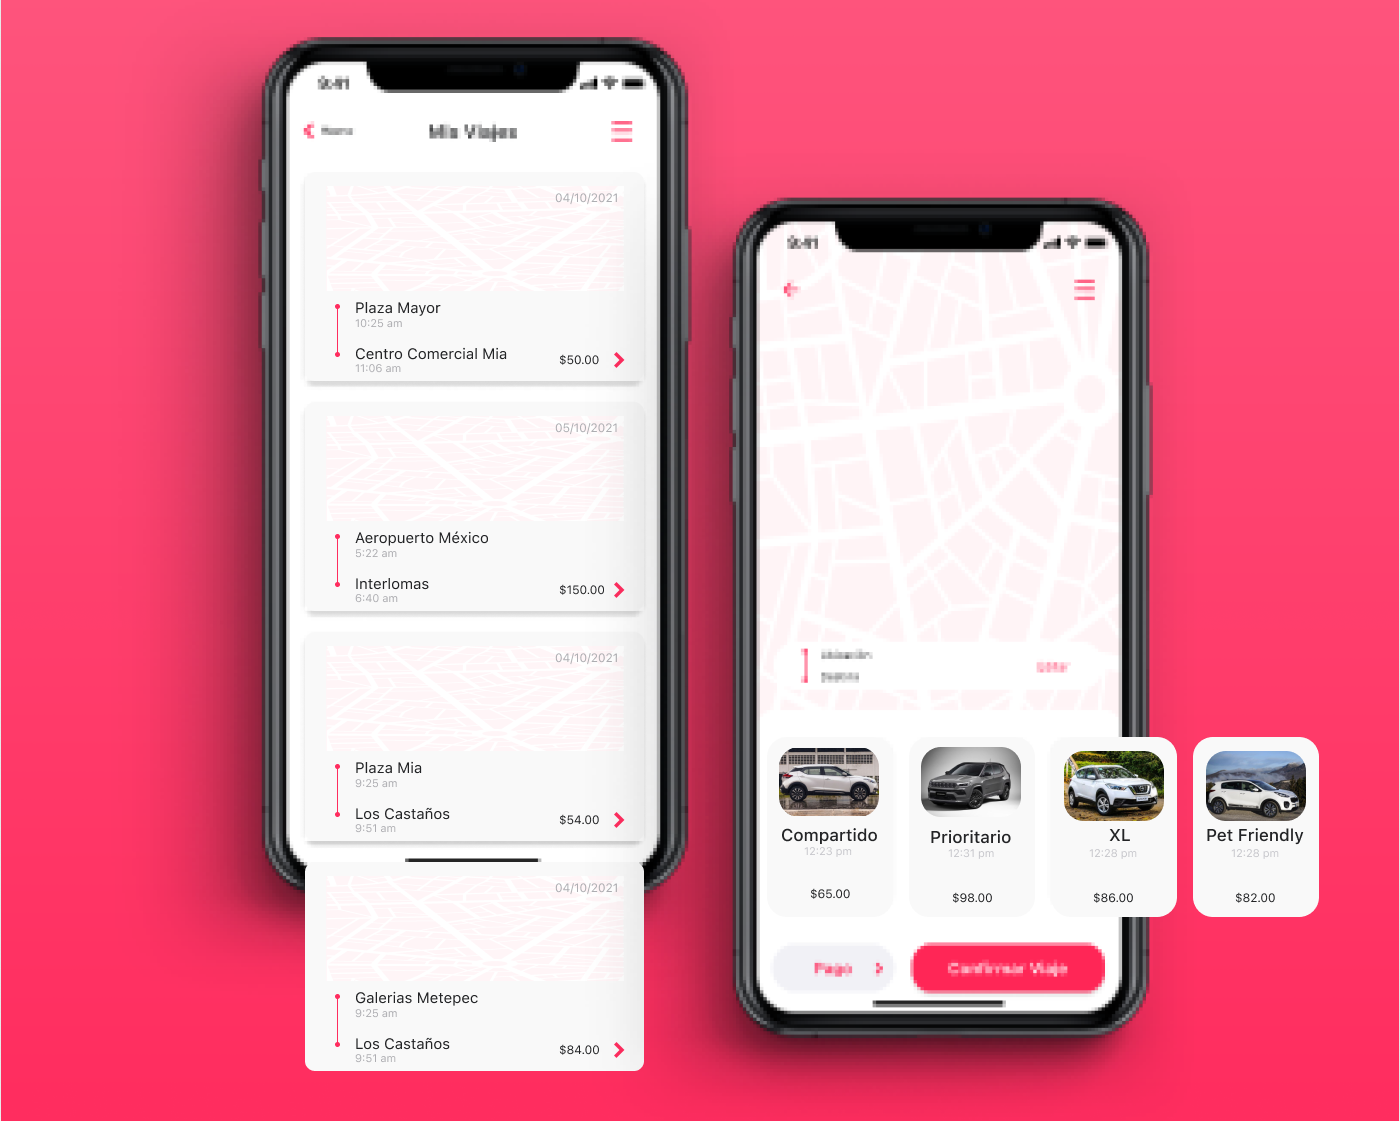 9:41
Home
Mis Viajes
04/10/2021
Plaza Mayor
10:25 am
Centro Comercial Mia
11:06 am
$50.00
05/10/2021
Aeropuerto México
5:22 am
Interlomas
6:40 am
$150.00
04/10/2021
Plaza Mia
9:25 am
Los Castaños
9:51 am
$54.00
04/10/2021
Galerias Metepec
9:25 am
Los Castaños
9:51 am
$84.00
9:41
Ubicación
Compartido
12:23 pm
$65.00
Prioritario
12:31 pm
$98.00
XL
12:28 pm
$86.00
Pet Friendly
12:28 pm
$82.00
Pago
Confirmar Viaje